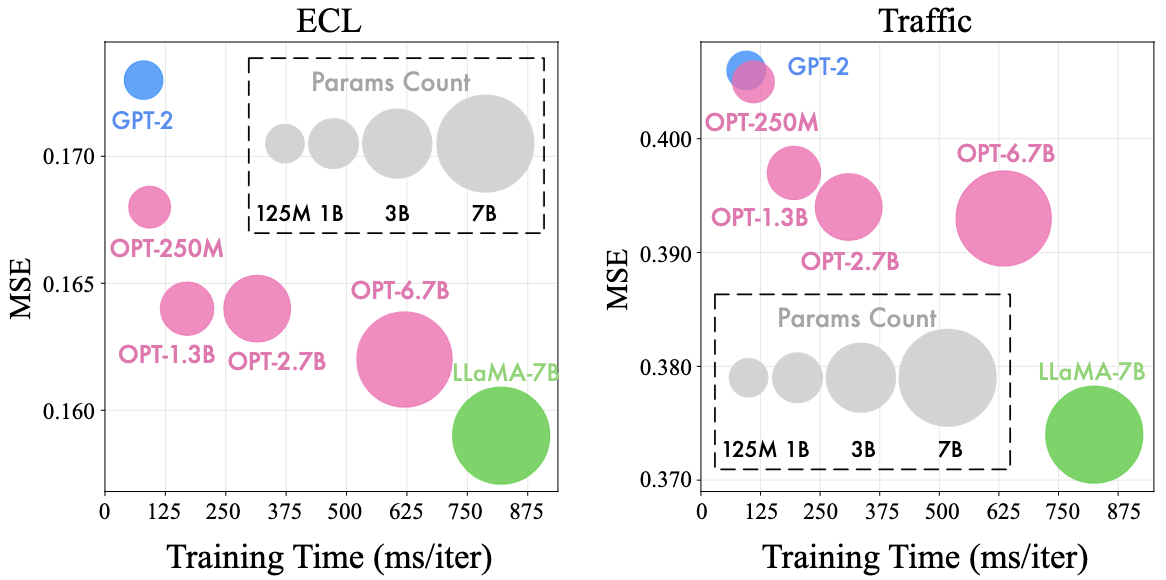 ECL
GPT-2
Params Count
125M 1B 3B 7B
OPT-250M
OPT-1.3B
OPT-2.7B
OPT-6.7B
LLaMA-7B
0.170
0.165
0.160
MSE
0 125 250 375 500 625 750 875
Training Time (ms/iter)
Traffic
GPT-2
OPT-250M
OPT-1.3B
OPT-2.7B
OPT-6.7B
Params Count
125M 1B 3B 7B
LLaMA-7B
0.400
0.390
0.380
0.370
MSE
0 125 250 375 500 625 750 875
Training Time (ms/iter)